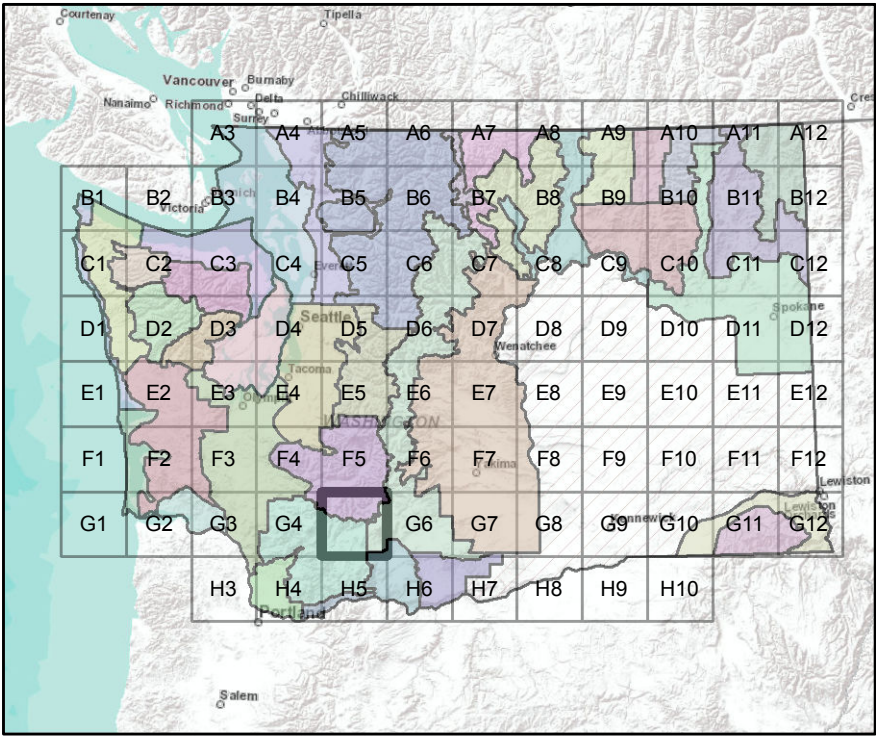 Courtenay
Tipella
Vancouver Burnaby
Nanaimo Richmond Delta Chilliwack
Surrey
A3 A4 A5 A6 A7 A8 A9 A10 A11 A12
B1 B2 B3 B4 B5 B6 B7 B8 B9 B10 B11 B12
Victoria
C1 C2 C3 C4 C5 C6 C7 C8 C9 C10 C11 C12
Seattle Spokane
D1 D2 D3 D4 D5 D6 D7 D8 D9 D10 D11 D12
Wenatchee
Tacoma
E1 E2 E3 E4 E5 E6 E7 E8 E9 E10 E11 E12
WASHINGTON
F1 F2 F3 F4 F5 F6 F7 F8 F9 F10 F11 F12
Lewiston
Lewiston
Orchards
G1 G2 G3 G4 G6 G7 G8 G9 Kennewick G10 G11 G12
H3 H4 H5 H6 H7 H8 H9 H10
Portland
Salem